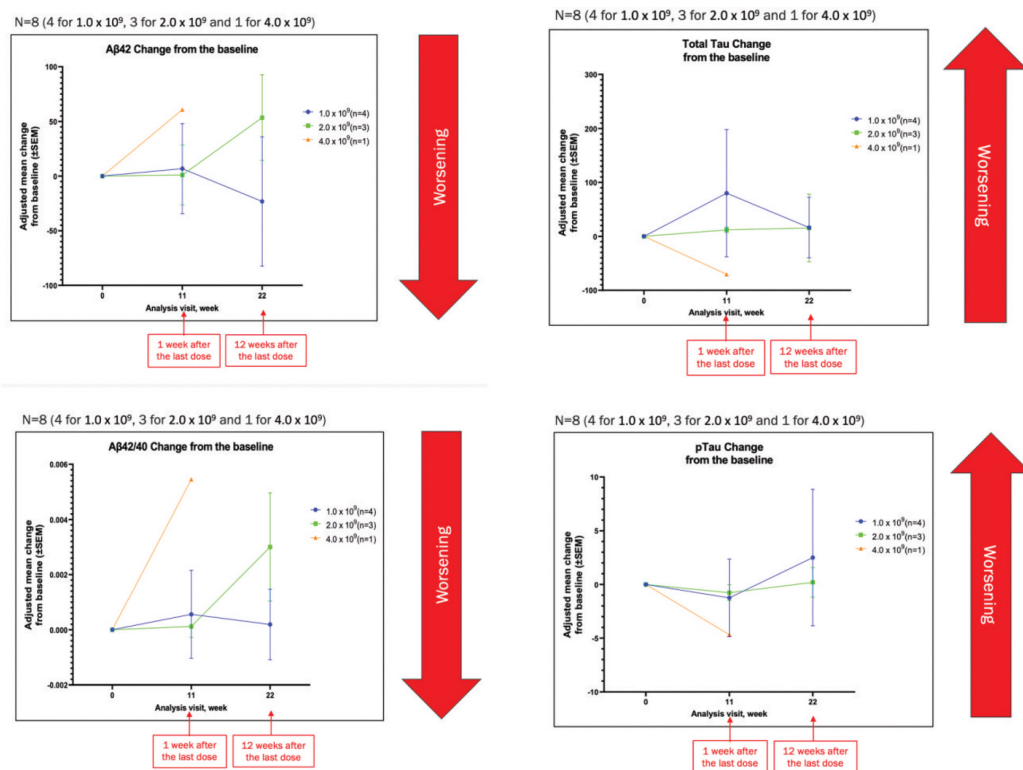 N=8 (4 for 1.0 x 10⁹, 3 for 2.0 x 10⁹ and 1 for 4.0 x 10⁹)
Aβ42 Change from the baseline
Adjusted mean change
from baseline (±SEM)
100
50
0
-50
-100
1.0 x 10⁹(n=4)
2.0 x 10⁹(n=3)
4.0 x 10⁹(n=1)
0
11
22
Analysis visit, week
1 week after
the last dose
12 weeks after
the last dose
Worsening
N=8 (4 for 1.0 x 10⁹, 3 for 2.0 x 10⁹ and 1 for 4.0 x 10⁹)
Total Tau Change
from the baseline
Adjusted mean change
from baseline (±SEM)
300
200
100
0
-100
1.0 x 10⁹(n=4)
2.0 x 10⁹(n=3)
4.0 x 10⁹(n=1)
0
11
22
Analysis visit, week
1 week after
the last dose
12 weeks after
the last dose
Worsening
N=8 (4 for 1.0 x 10⁹, 3 for 2.0 x 10⁹ and 1 for 4.0 x 10⁹)
Aβ42/40 Change from the baseline
Adjusted mean change
from baseline (±SEM)
0.006
0.004
0.002
0.000
-0.002
1.0 x 10⁹(n=4)
2.0 x 10⁹(n=3)
4.0 x 10⁹(n=1)
0
11
22
Analysis visit, week
1 week after
the last dose
12 weeks after
the last dose
Worsening
N=8 (4 for 1.0 x 10⁹, 3 for 2.0 x 10⁹ and 1 for 4.0 x 10⁹)
pTau Change
from the baseline
Adjusted mean change
from baseline (±SEM)
10
5
0
-5
-10
1.0 x 10⁹(n=4)
2.0 x 10⁹(n=3)
4.0 x 10⁹(n=1)
0
11
22
Analysis visit, week
1 week after
the last dose
12 weeks after
the last dose
Worsening